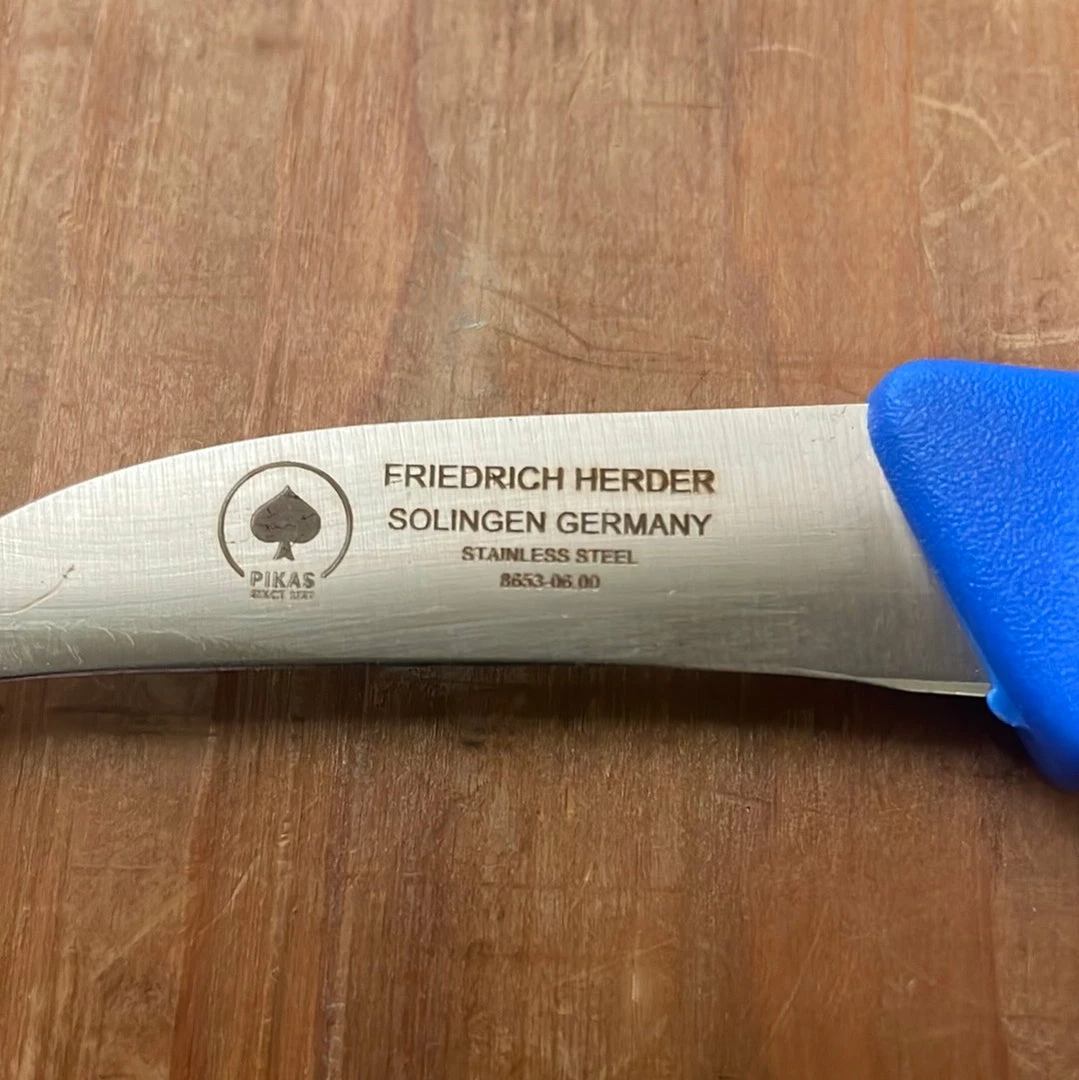 PIKAS
FRIEDRICH HERDER
SOLINGEN GERMANY
STAINLESS STEEL
8653-06.00